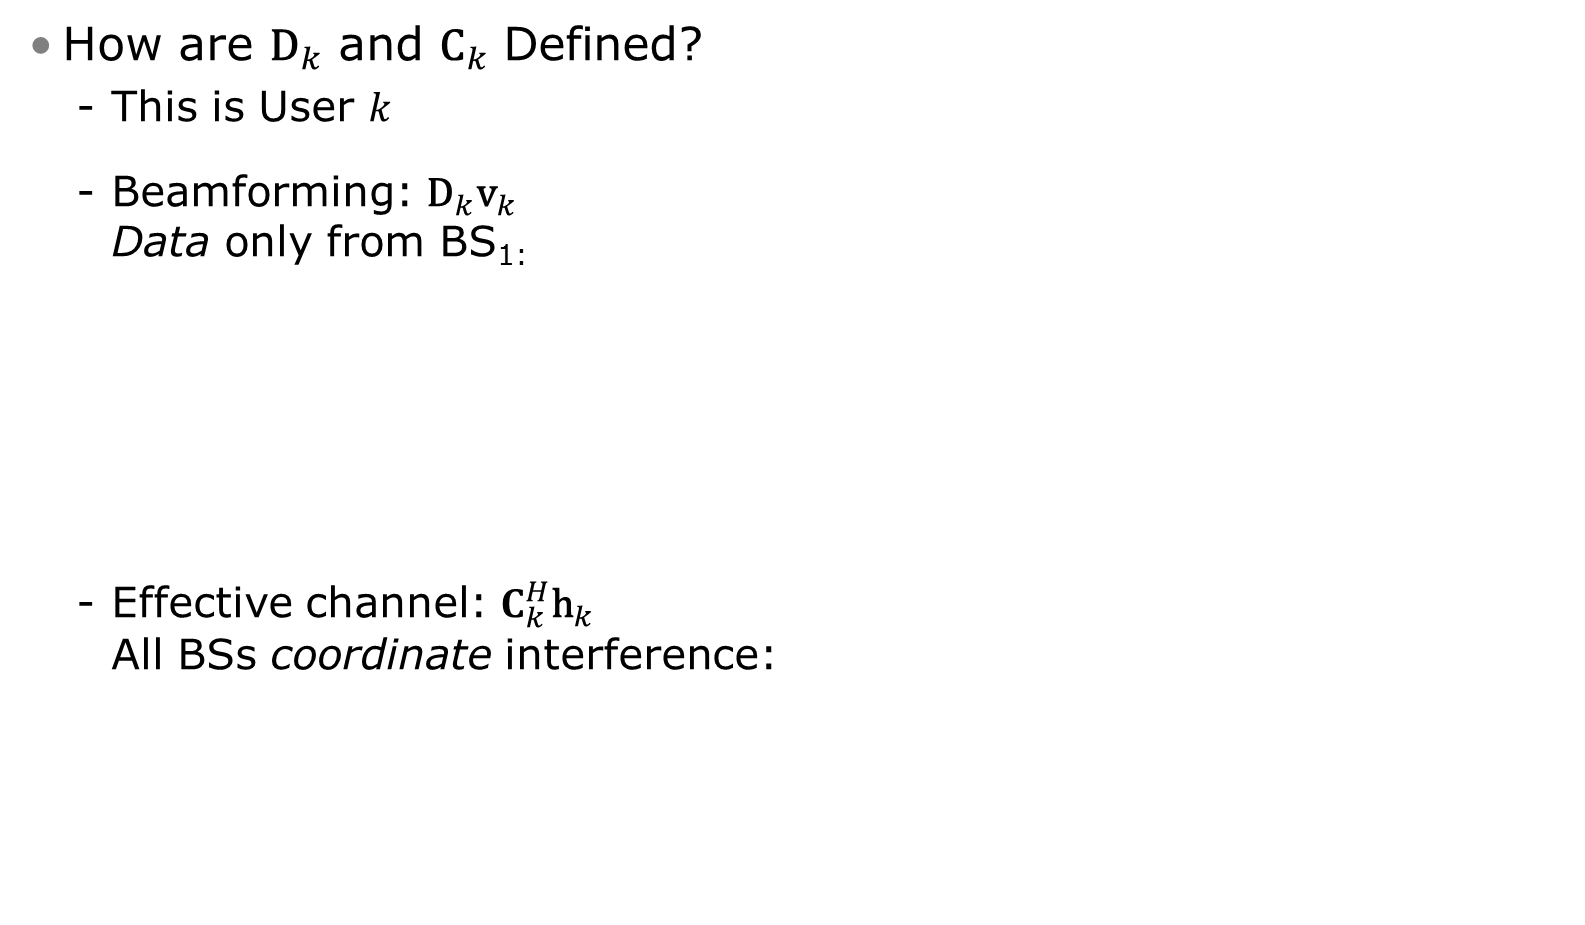 • How are D_k and C_k Defined?
- This is User k
- Beamforming: D_k v_k
Data only from BS_1:
- Effective channel: C_k^H h_k
All BSs coordinate interference: